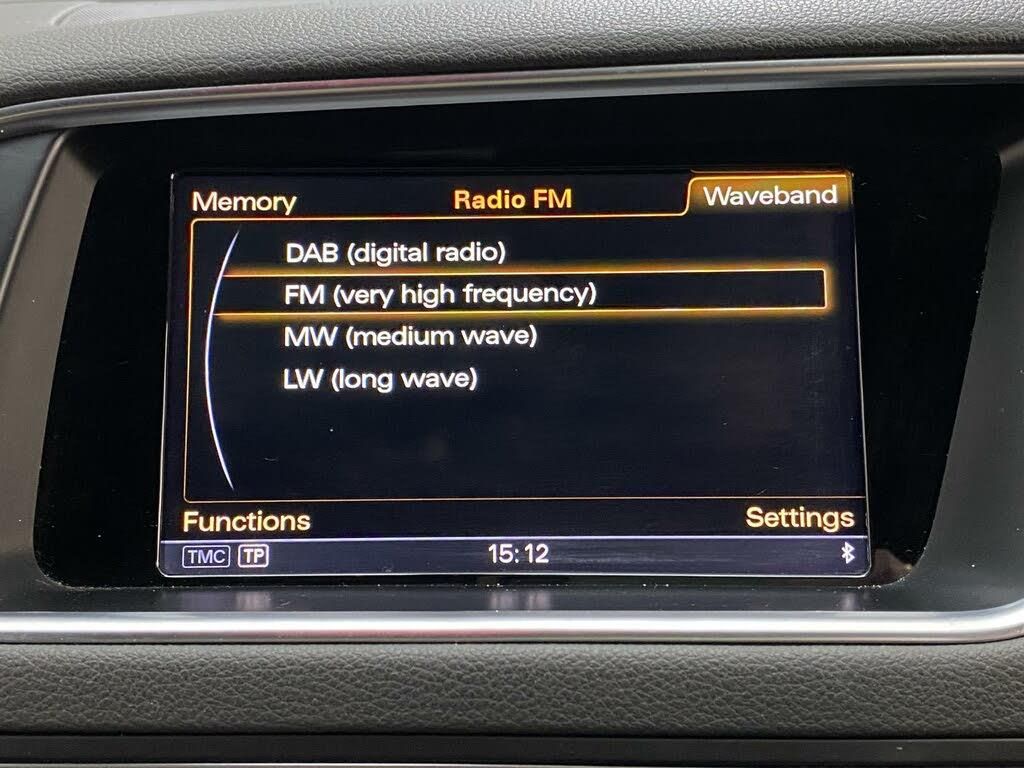 Memory Radio FM Waveband
DAB (digital radio)
FM (very high frequency)
MW (medium wave)
LW (long wave)
Functions Settings
TMC TP 15:12